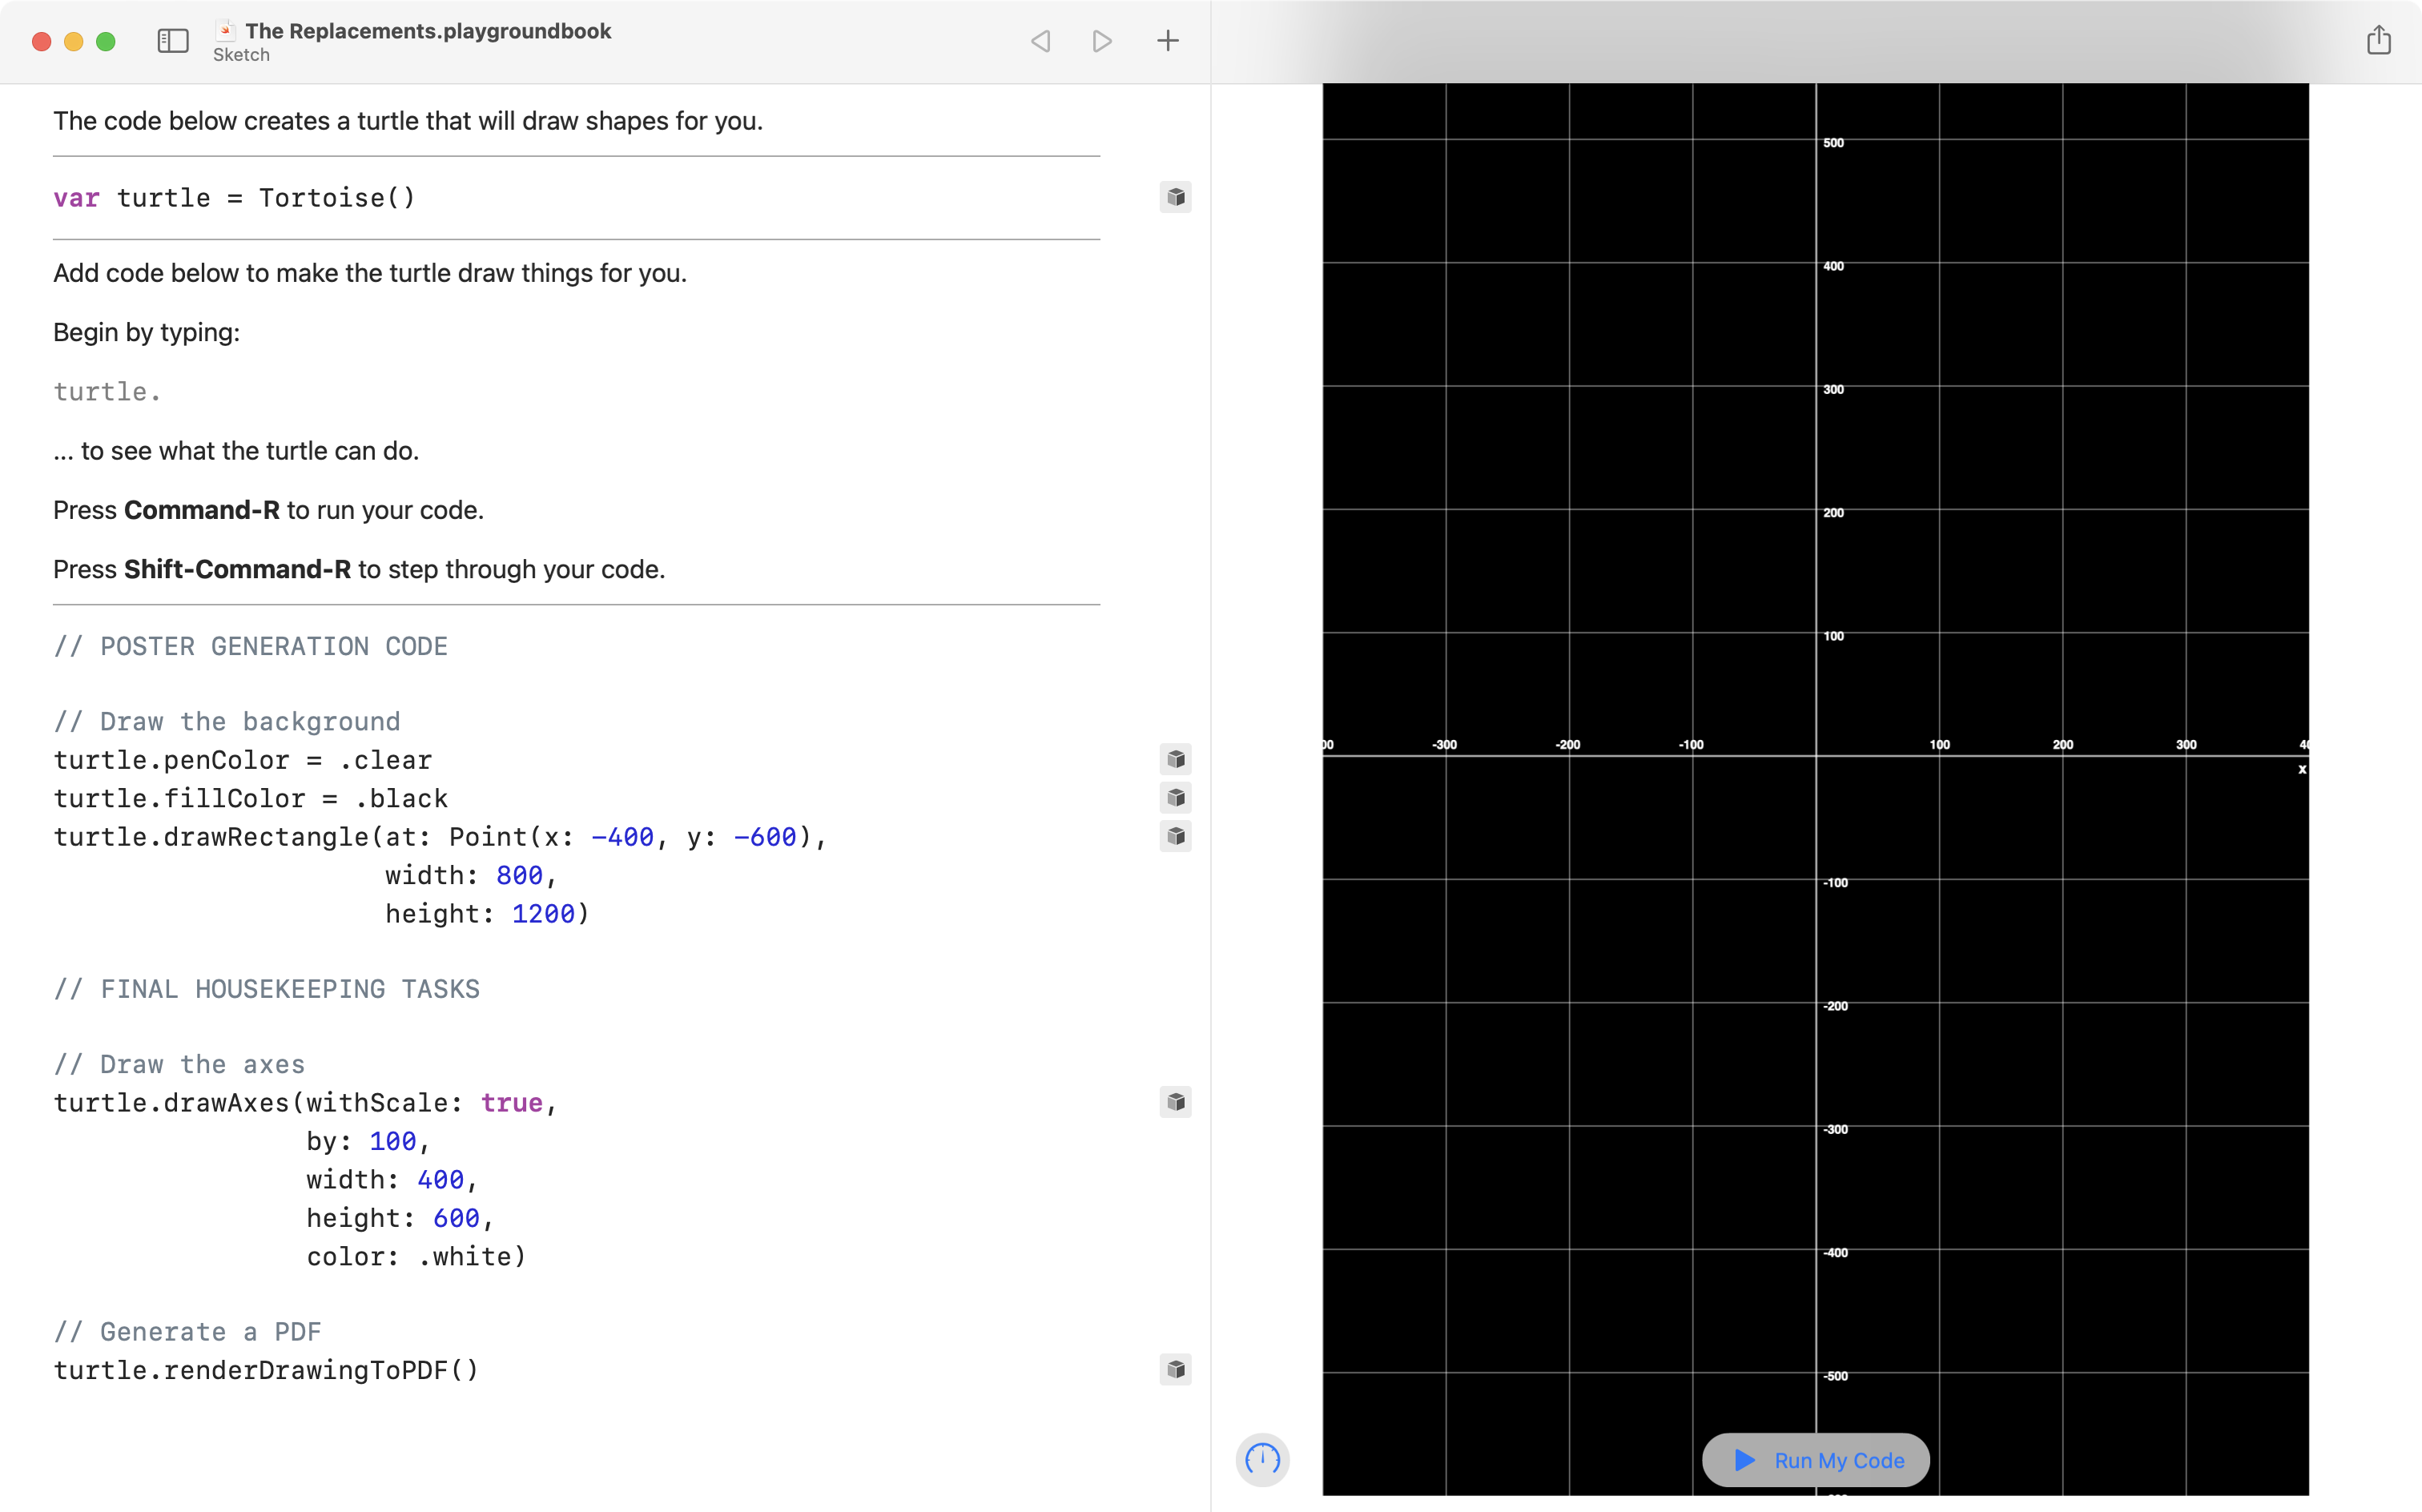 The Replacements.playgroundbook
Sketch
The code below creates a turtle that will draw shapes for you.
var turtle = Tortoise()
Add code below to make the turtle draw things for you.
Begin by typing:
turtle.
... to see what the turtle can do.
Press Command-R to run your code.
Press Shift-Command-R to step through your code.
// POSTER GENERATION CODE
// Draw the background
turtle.penColor = .clear
turtle.fillColor = .black
turtle.drawRectangle(at: Point(x: -400, y: -600),
width: 800,
height: 1200)
// FINAL HOUSEKEEPING TASKS
// Draw the axes
turtle.drawAxes(withScale: true,
by: 100,
width: 400,
height: 600,
color: .white)
// Generate a PDF
turtle.renderDrawingToPDF()
500
400
300
200
100
00 -300 -200 -100 100 200 300 40
x
-100
-200
-300
-400
-500
Run My Code